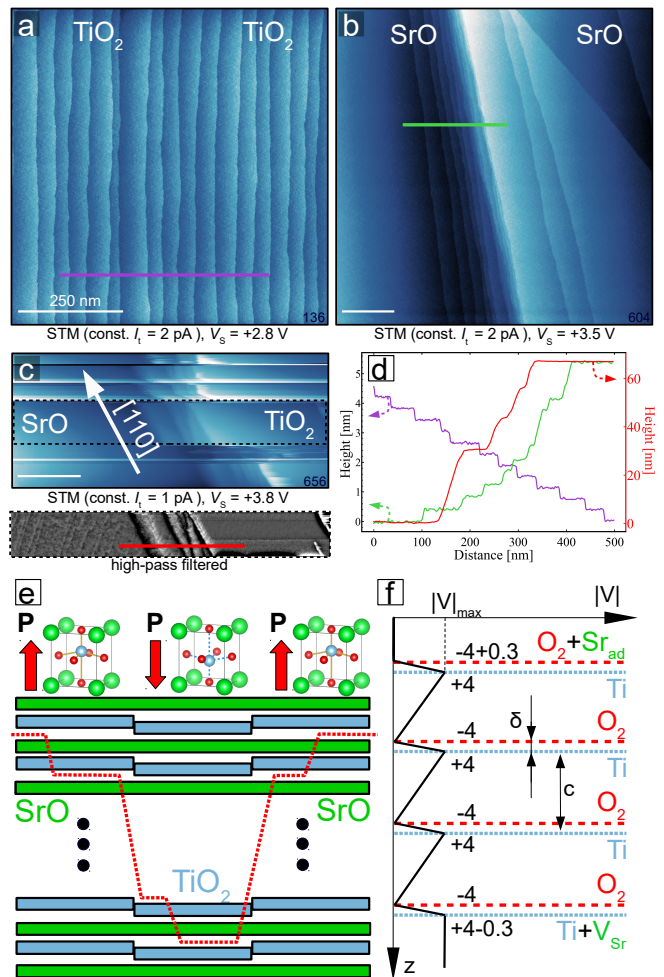 a
TiO2
TiO2
250 nm
136
STM (const. It = 2 pA), VS = +2.8 V
b
SrO
SrO
604
STM (const. It = 2 pA), VS = +3.5 V
c
SrO
[110]
TiO2
656
STM (const. It = 1 pA), VS = +3.8 V
high-pass filtered
d
5
4
3
2
1
0
Height [nm]
0
100
200
300
400
500
Distance [nm]
60
40
20
0
Height [nm]
e
P
P
P
SrO
SrO
TiO2
f
|V|max
|V|
-4+0.3
O2+Srad
+4
Ti
δ
-4
O2
+4
Ti
c
-4
O2
+4
Ti
-4
O2
+4-0.3
Ti+VSr
z